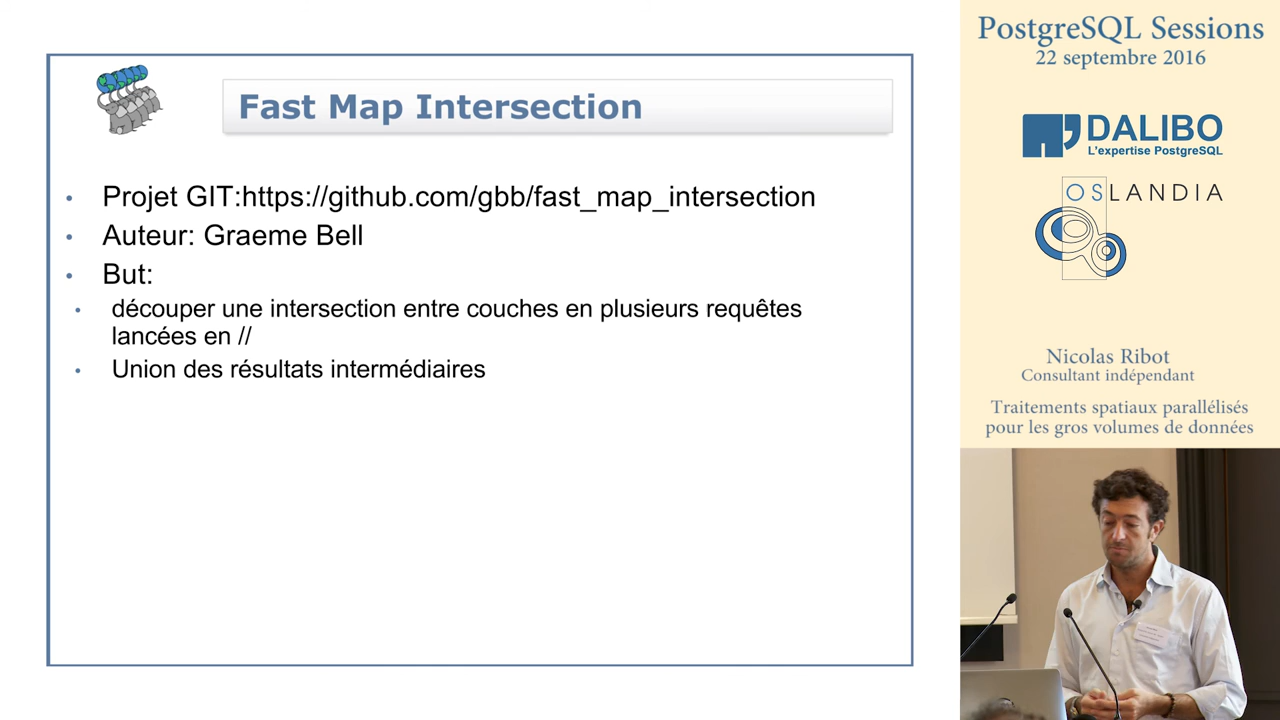 Fast Map Intersection
Projet GIT:https://github.com/gbb/fast_map_intersection
Auteur: Graeme Bell
But:
découper une intersection entre couches en plusieurs requêtes
lancées en //
Union des résultats intermédiaires
PostgreSQL Sessions
22 septembre 2016
DALIBO
L'expertise PostgreSQL
OSLANDIA
Nicolas Ribot
Consultant indépendant
Traitements spatiaux parallélisés
pour les gros volumes de données